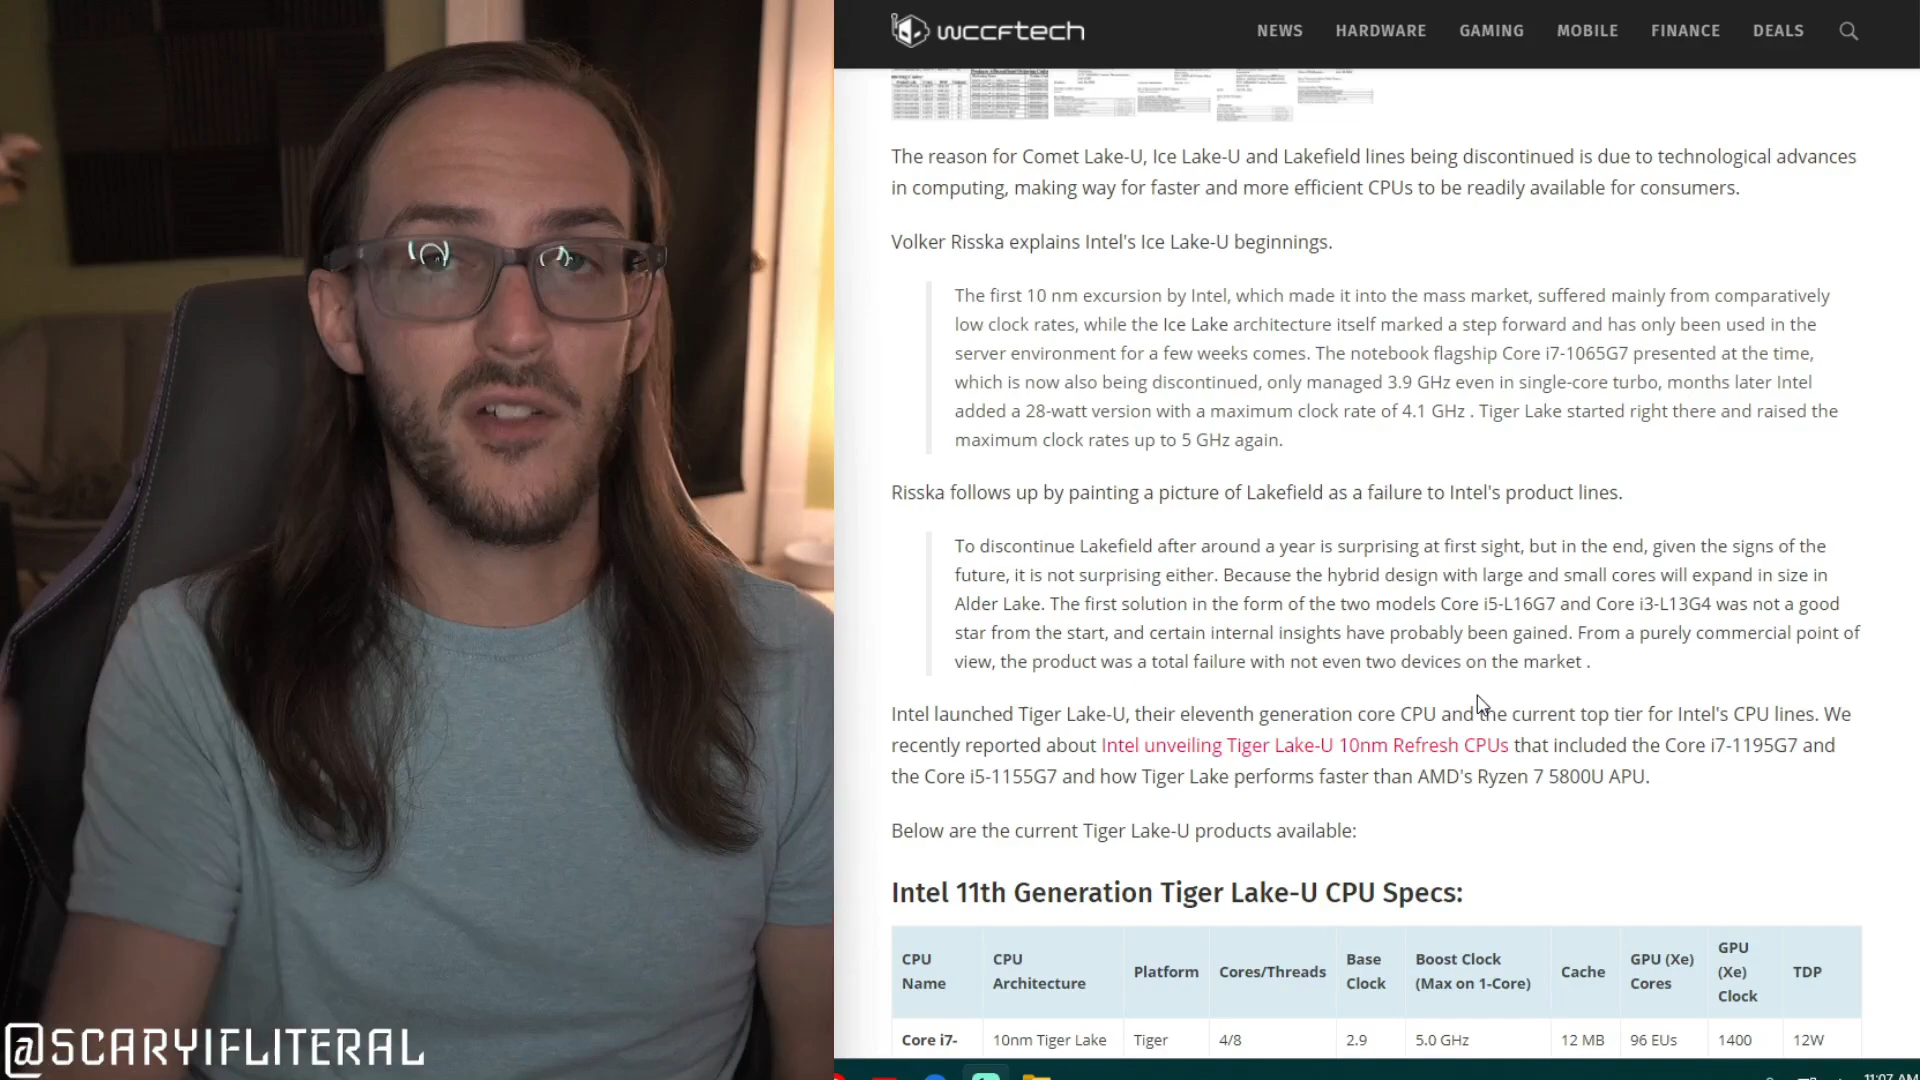 wccftech
NEWS HARDWARE GAMING MOBILE FINANCE DEALS
The reason for Comet Lake-U, Ice Lake-U and Lakefield lines being discontinued is due to technological advances
in computing, making way for faster and more efficient CPUs to be readily available for consumers.
Volker Risska explains Intel's Ice Lake-U beginnings.
The first 10 nm excursion by Intel, which made it into the mass market, suffered mainly from comparatively
low clock rates, while the Ice Lake architecture itself marked a step forward and has only been used in the
server environment for a few weeks comes. The notebook flagship Core i7-1065G7 presented at the time,
which is now also being discontinued, only managed 3.9 GHz even in single-core turbo, months later Intel
added a 28-watt version with a maximum clock rate of 4.1 GHz . Tiger Lake started right there and raised the
maximum clock rates up to 5 GHz again.
Risska follows up by painting a picture of Lakefield as a failure to Intel's product lines.
To discontinue Lakefield after around a year is surprising at first sight, but in the end, given the signs of the
future, it is not surprising either. Because the hybrid design with large and small cores will expand in size in
Alder Lake. The first solution in the form of the two models Core i5-L16G7 and Core i3-L13G4 was not a good
star from the start, and certain internal insights have probably been gained. From a purely commercial point of
view, the product was a total failure with not even two devices on the market .
Intel launched Tiger Lake-U, their eleventh generation core CPU and the current top tier for Intel's CPU lines. We
recently reported about Intel unveiling Tiger Lake-U 10nm Refresh CPUs that included the Core i7-1195G7 and
the Core i5-1155G7 and how Tiger Lake performs faster than AMD's Ryzen 7 5800U APU.
Below are the current Tiger Lake-U products available:
Intel 11th Generation Tiger Lake-U CPU Specs:
CPU Name CPU Architecture Platform Cores/Threads Base Clock Boost Clock (Max on 1-Core) Cache GPU (Xe) Cores GPU (Xe) Clock TDP
Core i7- 10nm Tiger Lake Tiger 4/8 2.9 5.0 GHz 12 MB 96 EUs 1400 12W
@SCARYIFLITERAL
11:07 AM